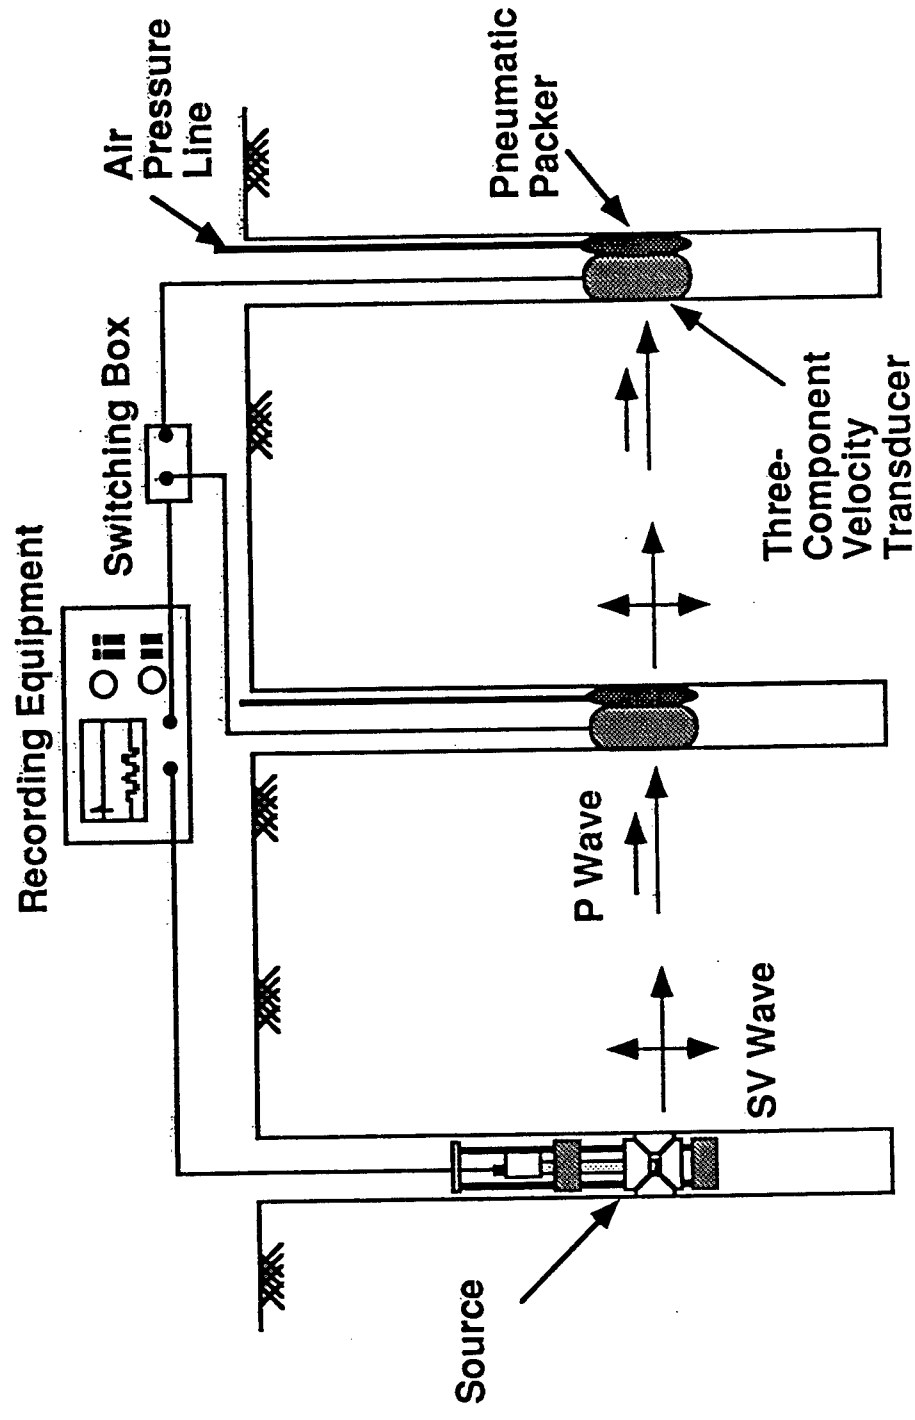 Recording Equipment
Switching Box
Air
Pressure
Line
Pneumatic
Packer
P Wave
SV Wave
Source
Three-
Component
Velocity
Transducer